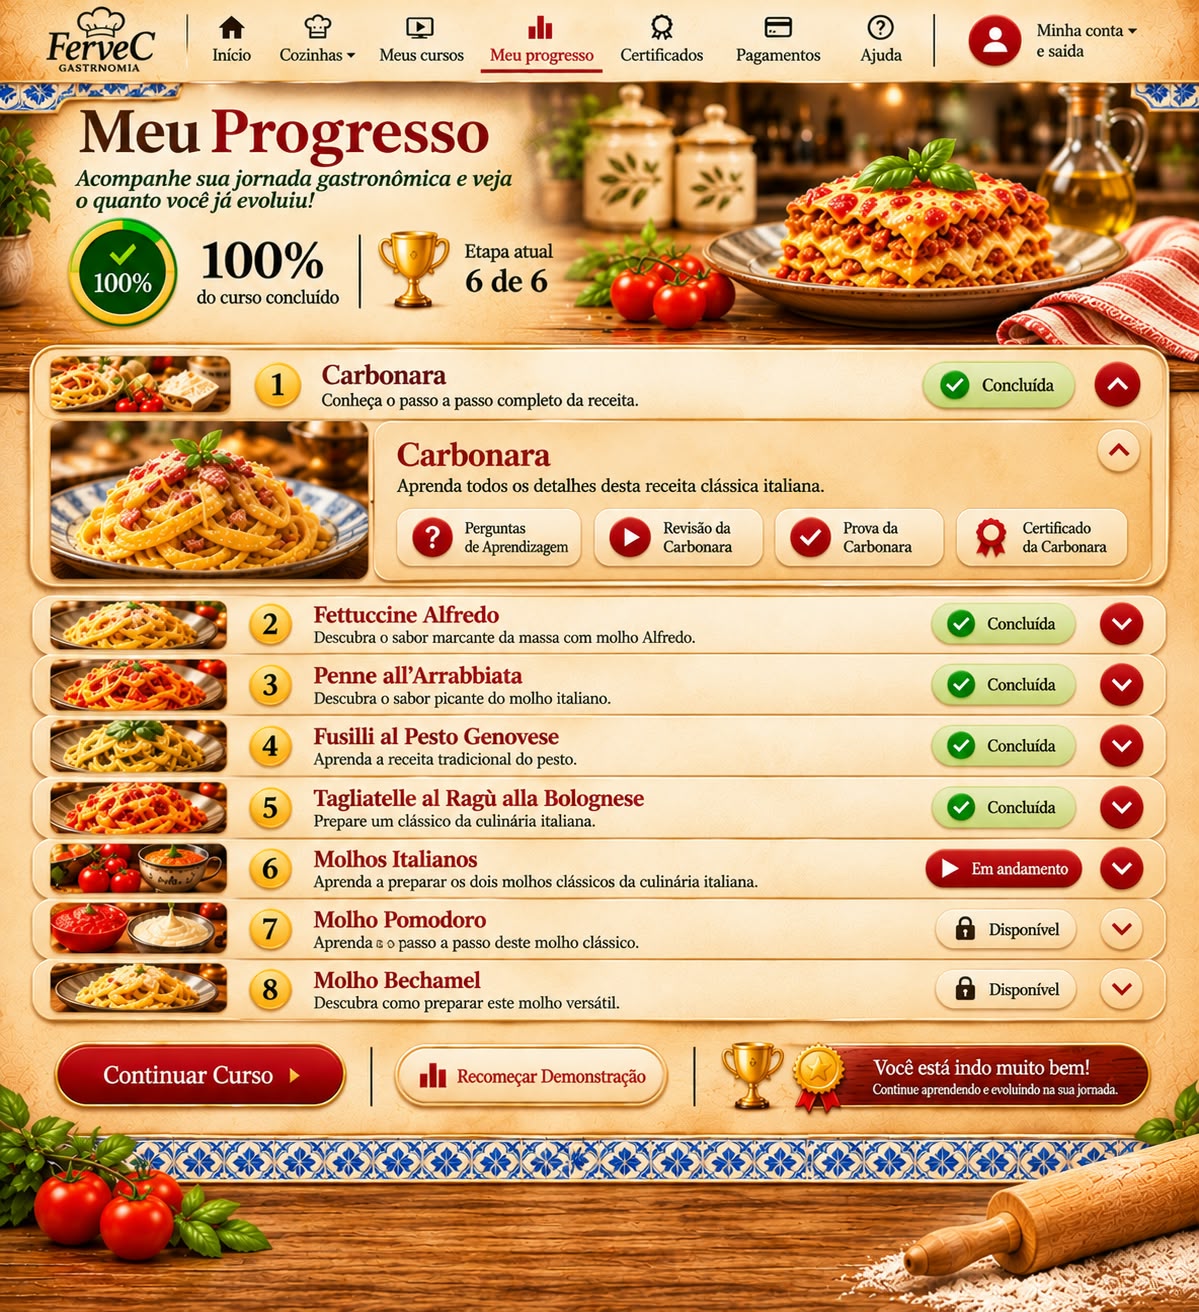 FerveC
GASTRNOMIA
Início
Cozinhas
Meus cursos
Meu progresso
Certificados
Pagamentos
Ajuda
Minha conta
e saida
Meu Progresso
Acompanhe sua jornada gastronômica e veja
o quanto você já evoluiu!
100%
100%
do curso concluído
Etapa atual
6 de 6
1
Carbonara
Conheça o passo a passo completo da receita.
Concluída
Carbonara
Aprenda todos os detalhes desta receita clássica italiana.
?
Perguntas
de Aprendizagem
Revisão da
Carbonara
Prova da
Carbonara
Certificado
da Carbonara
2
Fettuccine Alfredo
Descubra o sabor marcante da massa com molho Alfredo.
Concluída
3
Penne all'Arrabbiata
Descubra o sabor picante do molho italiano.
Concluída
4
Fusilli al Pesto Genovese
Aprenda a receita tradicional do pesto.
Concluída
5
Tagliatelle al Ragù alla Bolognese
Prepare um clássico da culinária italiana.
Concluída
6
Molhos Italianos
Aprenda a preparar os dois molhos clássicos da culinária italiana.
Em andamento
7
Molho Pomodoro
Aprenda passo a passo deste molho clássico.
Disponível
8
Molho Bechamel
Descubra como preparar este molho versátil.
Disponível
Continuar Curso
Recomeçar Demonstração
Você está indo muito bem!
Continue aprendendo e evoluindo na sua jornada.